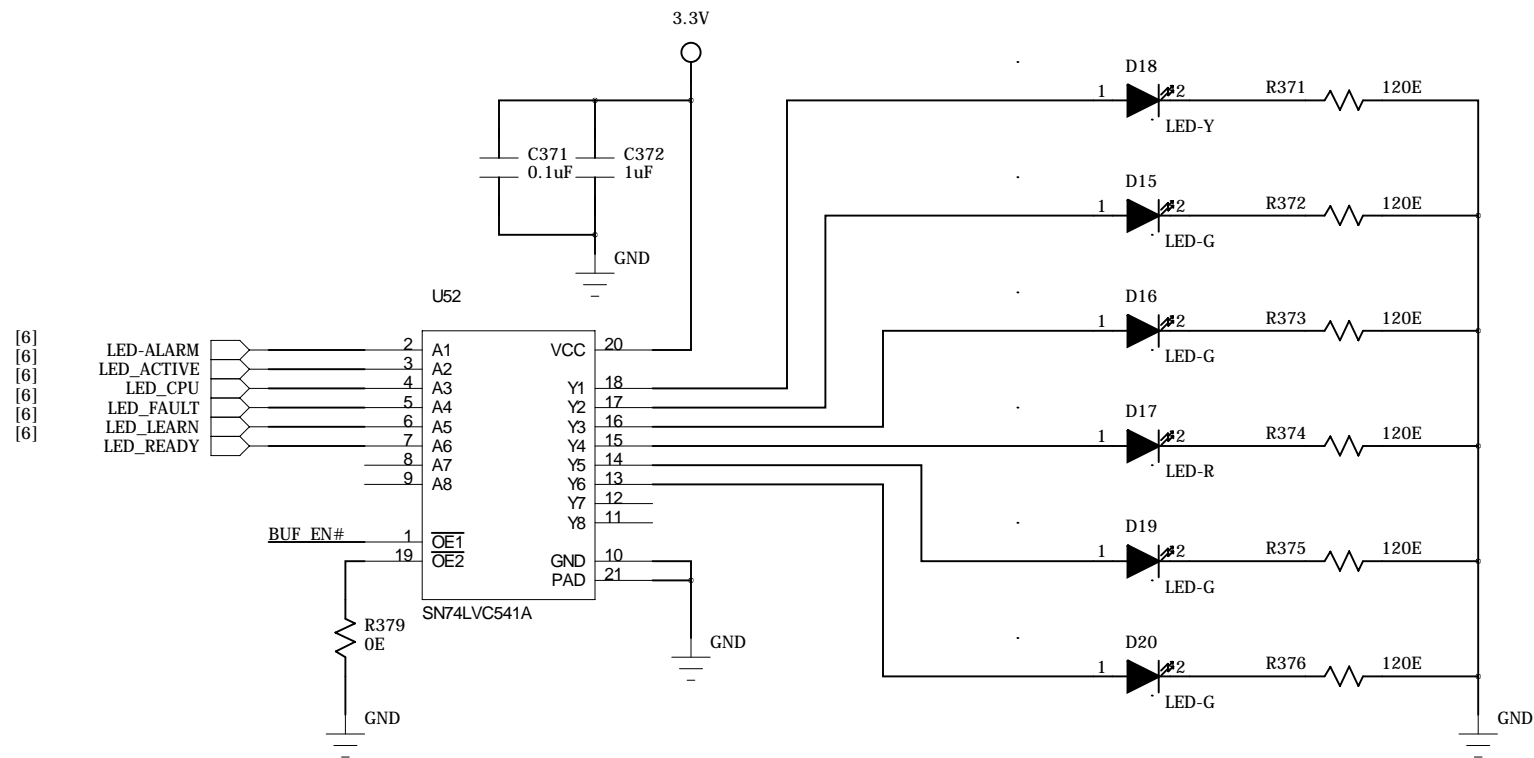 3.3V
D18
1
2
R371
120E
LED-Y
C371
0.1uF
C372
1uF
D15
1
2
R372
120E
LED-G
GND
U52
D16
1
2
R373
120E
LED-G
[6]
[6]
[6]
[6]
[6]
[6]
LED-ALARM
LED_ACTIVE
LED_CPU
LED_FAULT
LED_LEARN
LED_READY
2 A1
3 A2
4 A3
5 A4
6 A5
7 A6
8 A7
9 A8
VCC 20
Y1 18
Y2 17
Y3 16
Y4 15
Y5 14
Y6 13
Y7 12
Y8 11
D17
1
2
R374
120E
LED-R
BUF_EN#
1 OE1
19 OE2
GND 10
PAD 21
SN74LVC541A
D19
1
2
R375
120E
LED-G
R379
0E
GND
GND
D20
1
2
R376
120E
LED-G
GND